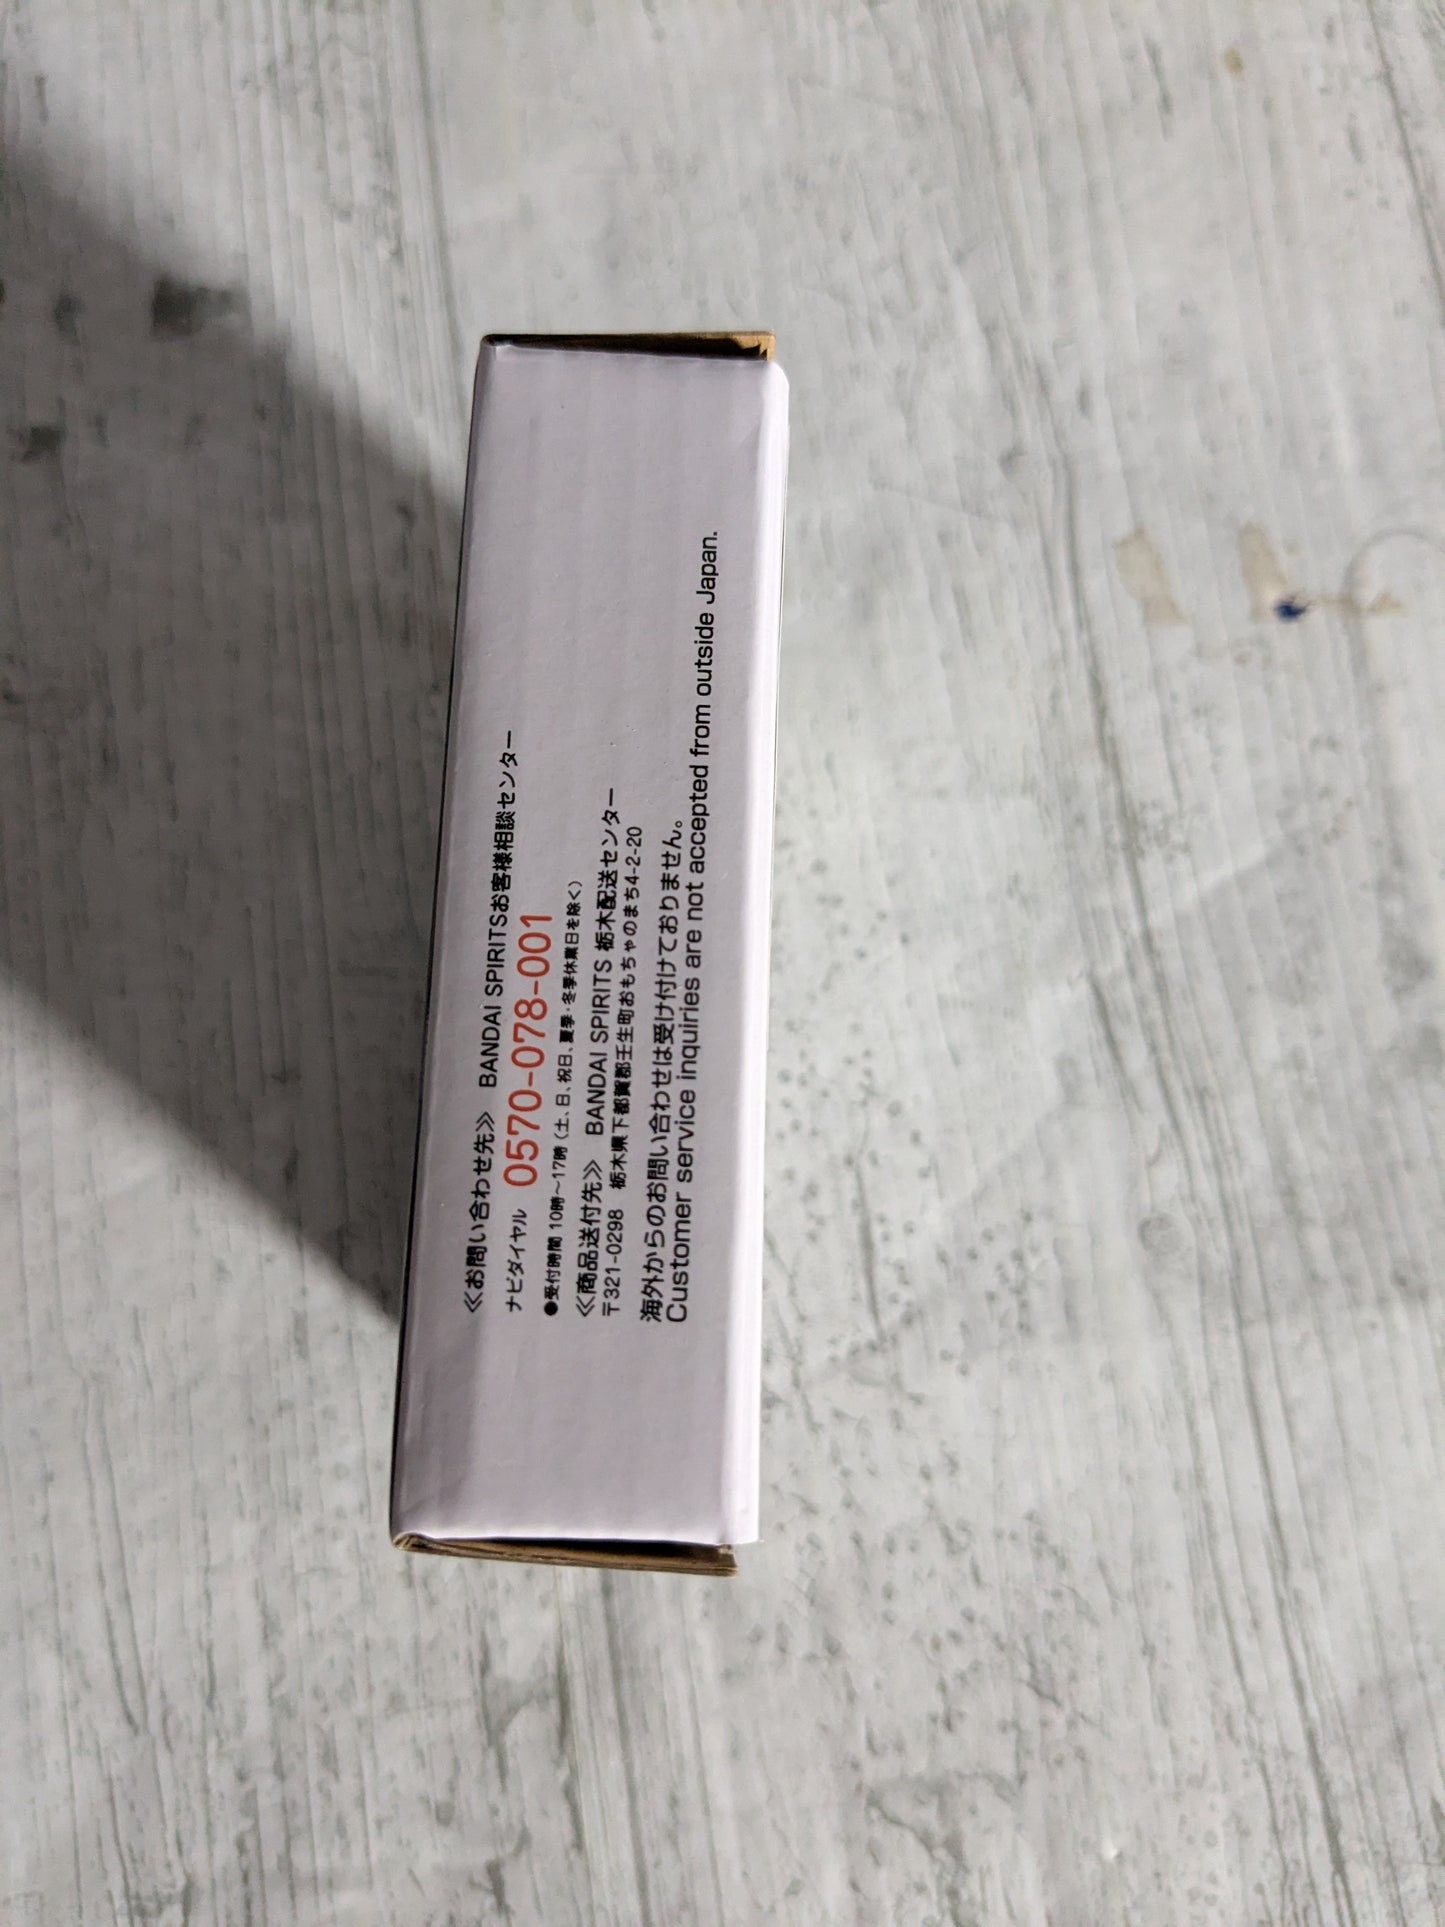 ≪お問い合わせ先≫ BANDAI SPIRITSお客様相談センター
ナビダイヤル 0570-078-001
●受付時間 10時～17時（土、日、祝日、夏季・冬季休業日を除く）
≪商品送付先≫ BANDAI SPIRITS 栃木配送センター
〒321-0298 栃木県下都賀郡壬生町おもちゃのまち4-2-20
海外からのお問い合わせは受け付けておりません。
Customer service inquiries are not accepted from outside Japan.